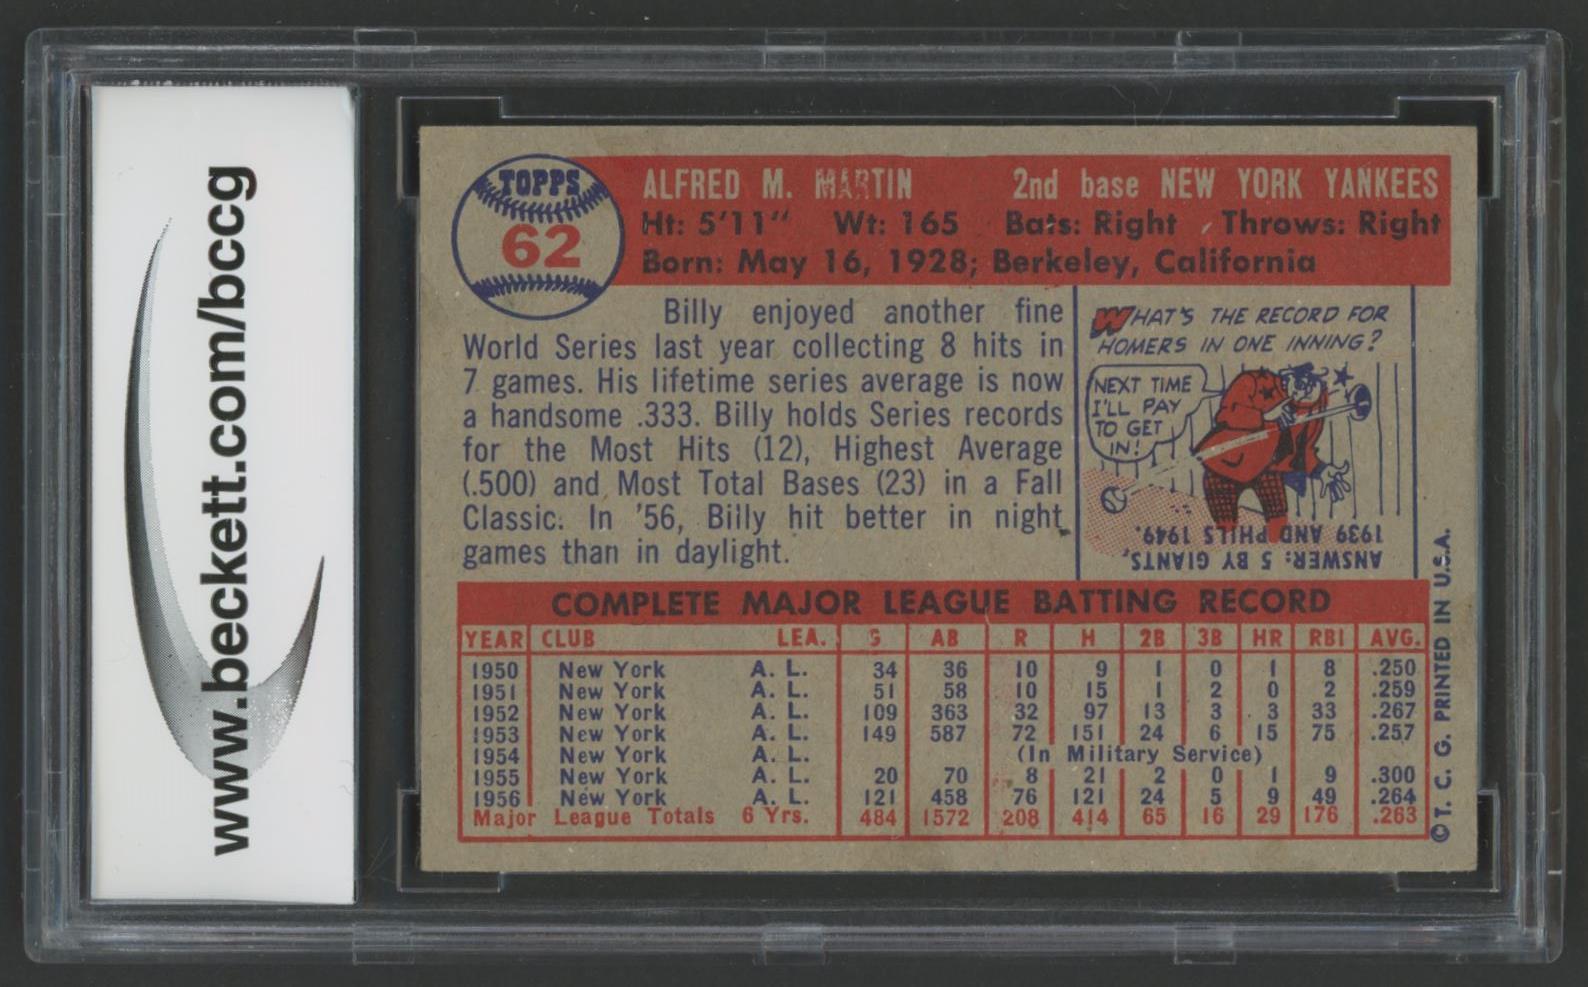 www.beckett.com/bccg
TOPPS
62
ALFRED M. MARTIN 2nd base NEW YORK YANKEES
Ht: 5'11" Wt: 165 Bats: Right Throws: Right
Born: May 16, 1928; Berkeley, California
Billy enjoyed another fine
World Series last year collecting 8 hits in
7 games. His lifetime series average is now
a handsome .333. Billy holds Series records
for the Most Hits (12), Highest Average
(.500) and Most Total Bases (23) in a Fall
Classic. In '56, Billy hit better in night
games than in daylight.
WHAT'S THE RECORD FOR
HOMERS IN ONE INNING?
NEXT TIME
I'LL PAY
TO GET
IN!
ANSWER: 5 BY GIANTS,
1939 AND PHILS 1949.
COMPLETE MAJOR LEAGUE BATTING RECORD
YEAR CLUB LEA. G AB R H 2B 3B HR RBI AVG.
1950 New York A. L. 34 36 10 9 1 0 1 8 .250
1951 New York A. L. 51 58 10 15 1 2 0 2 .259
1952 New York A. L. 109 363 32 97 13 3 3 33 .267
1953 New York A. L. 149 587 72 151 24 6 15 75 .257
1954 New York A. L. (In Military Service)
1955 New York A. L. 20 70 8 21 2 0 1 9 .300
1956 New York A. L. 121 458 76 121 24 5 9 49 .264
Major League Totals 6 Yrs. 484 1572 208 414 65 16 29 176 .263
©T. C. G. PRINTED IN U.S.A.